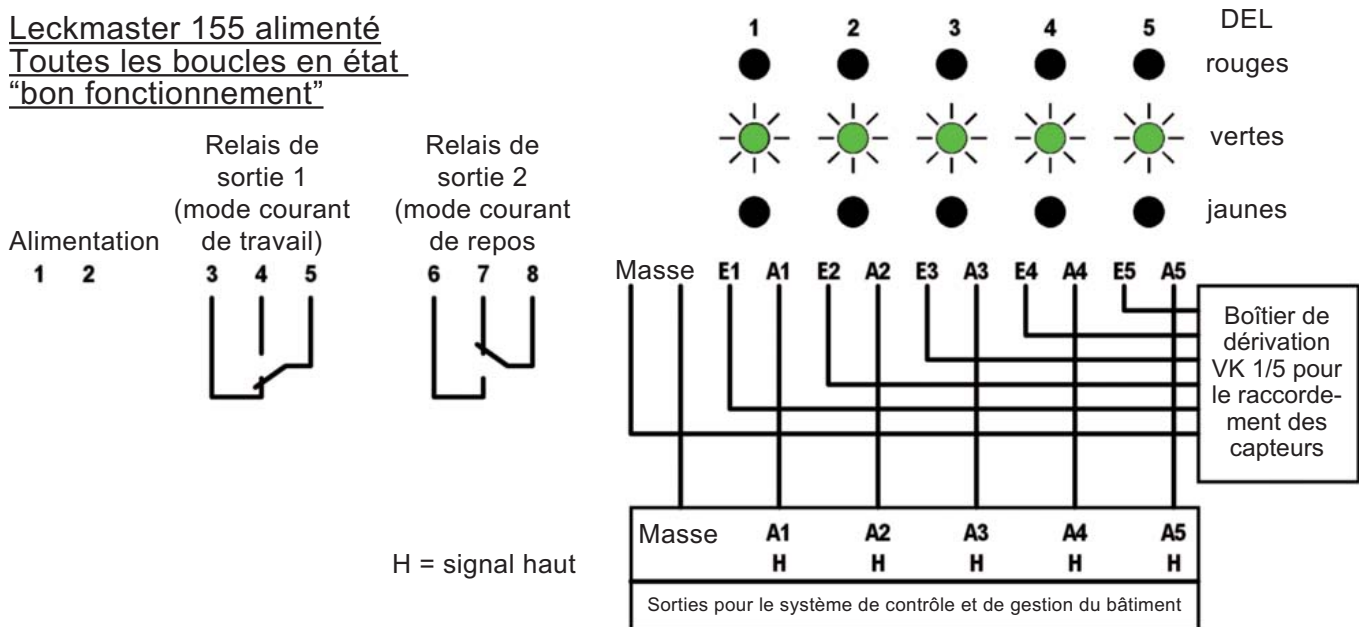 Leckmaster 155 alimenté
Toutes les boucles en état
“bon fonctionnement”
1 2 3 4 5 DEL
rouges
vertes
jaunes
Alimentation
1 2
Relais de
sortie 1
(mode courant
de travail)
3 4 5
Relais de
sortie 2
(mode courant
de repos
6 7 8
Masse E1 A1 E2 A2 E3 A3 E4 A4 E5 A5
Boîtier de
dérivation
VK 1/5 pour
le raccorde-
ment des
capteurs
Masse A1 A2 A3 A4 A5
H = signal haut
H H H H H
Sorties pour le système de contrôle et de gestion du bâtiment